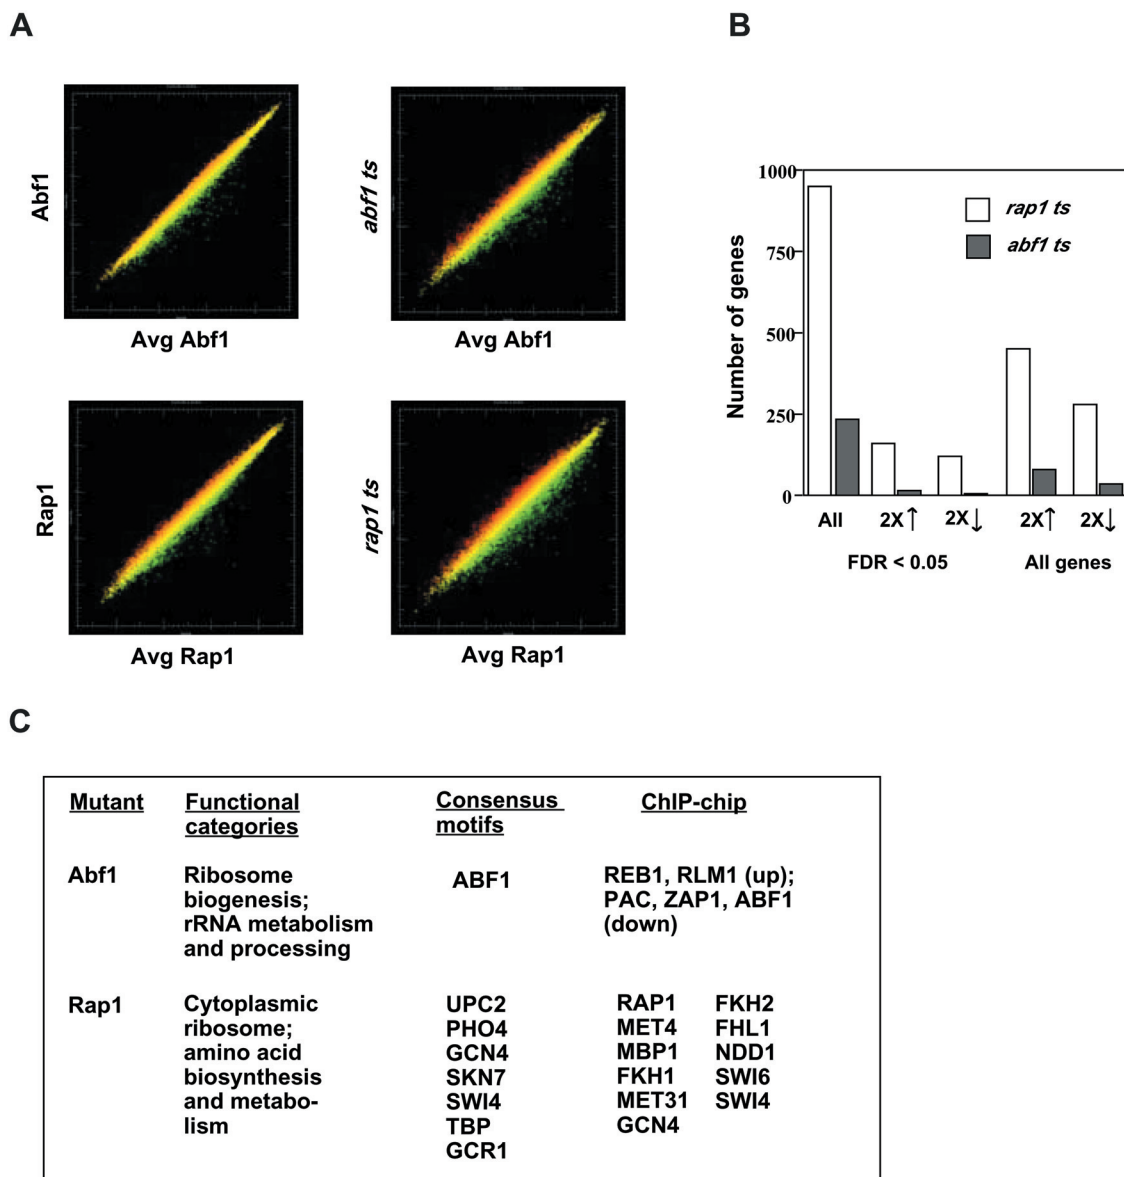 A
B
Abf1
Avg Abf1
abf1 ts
Avg Abf1
Rap1
Avg Rap1
rap1 ts
Avg Rap1
Number of genes
1000
750
500
250
0
rap1 ts
abf1 ts
All
2X↑
2X↓
2X↑
2X↓
FDR < 0.05
All genes
C
Mutant
Functional
categories
Consensus
motifs
ChIP-chip
Abf1
Ribosome
biogenesis;
rRNA metabolism
and processing
ABF1
REB1, RLM1 (up);
PAC, ZAP1, ABF1
(down)
Rap1
Cytoplasmic
ribosome;
amino acid
biosynthesis
and metabo-
lism
UPC2
PHO4
GCN4
SKN7
SWI4
TBP
GCR1
RAP1
MET4
MBP1
FKH1
MET31
GCN4
FKH2
FHL1
NDD1
SWI6
SWI4